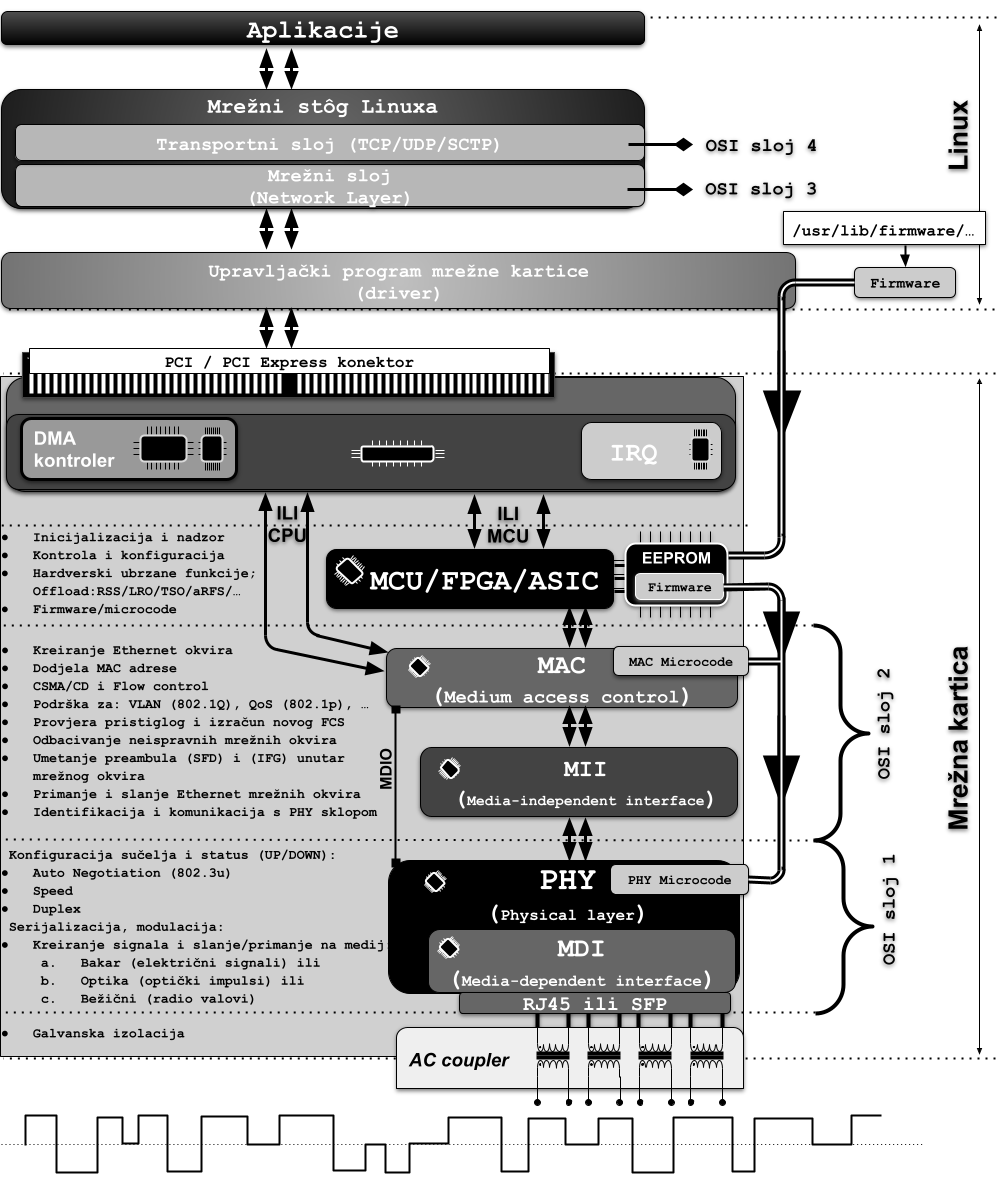 Aplikacije
Mrežni stôg Linuxa
Transportni sloj (TCP/UDP/SCTP)
OSI sloj 4
Mrežni sloj
(Network Layer)
OSI sloj 3
Linux
/usr/lib/firmware/…
Firmware
Upravljački program mrežne kartice
(driver)
PCI / PCI Express konektor
DMA
kontroler
IRQ
ILI
CPU
ILI
MCU
• Inicijalizacija i nadzor
• Kontrola i konfiguracija
• Hardverski ubrzane funkcije;
Offload:RSS/LRO/TSO/aRFS/…
• Firmware/microcode
MCU/FPGA/ASIC
EEPROM
Firmware
• Kreiranje Ethernet okvira
• Dodjela MAC adrese
• CSMA/CD i Flow control
• Podrška za: VLAN (802.1Q), QoS (802.1p), …
• Provjera pristiglog i izračun novog FCS
• Odbacivanje neispravnih mrežnih okvira
• Umetanje preambula (SFD) i (IFG) unutar
mrežnog okvira
• Primanje i slanje Ethernet mrežnih okvira
• Identifikacija i komunikacija s PHY sklopom
MAC
MAC Microcode
(Medium access control)
MDIO
MII
(Media-independent interface)
OSI sloj 2
Mrežna kartica
Konfiguracija sučelja i status (UP/DOWN):
• Auto Negotiation (802.3u)
• Speed
• Duplex
Serijalizacija, modulacija:
• Kreiranje signala i slanje/primanje na medij:
a. Bakar (električni signali) ili
b. Optika (optički impulsi) ili
c. Bežični (radio valovi)
PHY
PHY Microcode
(Physical layer)
MDI
(Media-dependent interface)
RJ45 ili SFP
OSI sloj 1
• Galvanska izolacija
AC coupler